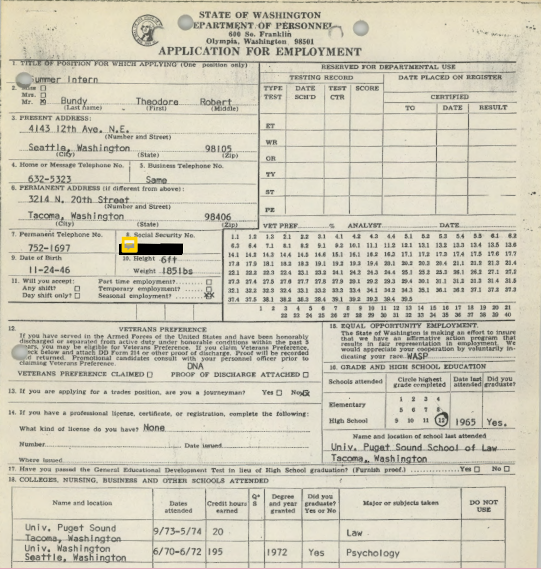 STATE OF WASHINGTON
DEPARTMENT OF PERSONNEL
600 So. Franklin
Olympia, Washington 98501
APPLICATION FOR EMPLOYMENT
1. TITLE OF POSITION FOR WHICH APPLYING (One position only)
ummer Intern
2. Miss
Mrs.
Mr. Bundy Theodore Robert
(Last name) (First) (Middle)
3. PRESENT ADDRESS:
4143 12th Ave. N.E.
(Number and Street)
Seattle, Washington 98105
(City) (State) (Zip)
4. Home or Message Telephone No. 5. Business Telephone No.
632-5323 Same
6. PERMANENT ADDRESS (if different from above):
3214 N. 20th Street
(Number and Street)
Tacoma, Washington 98406
(City) (State) (Zip)
7. Permanent Telephone No. 8. Social Security No.
752-1697
9. Date of Birth 10. Height 6ft
11-24-46 Weight 185lbs
11. Will you accept: Part time employment?
Any shift? Temporary employment?
Day shift only? Seasonal employment? XX
RESERVED FOR DEPARTMENTAL USE
TESTING RECORD DATE PLACED ON REGISTER
TYPE TEST DATE SCH'D TEST CTR SCORE CERTIFIED
TO DATE RESULT
ET
WR
OR
TV
ST
PE
VET PREF. % ANALYST DATE
12 VETERANS PREFERENCE
If you have served in the Armed Forces of the United States and have been honorably
discharged or separated from active duty under honorable conditions within the past 8
years, you may be eligible for Veterans Preference. If you claim Veterans Preference,
check below and attach DD Form 214 or other proof of discharge. Proof will be recorded
returned. Promotional candidates consult with your personnel officer prior to
claiming Veterans Preference.
DNA
VETERANS PREFERENCE CLAIMED PROOF OF DISCHARGE ATTACHED
13. If you are applying for a trades position, are you a journeyman? Yes No X
14. If you have a professional license, certificate, or registration, complete the following:
What kind of license do you have? None
Number Date issued
Where issued
15. EQUAL OPPORTUNITY EMPLOYMENT.
The State of Washington is making an effort to insure
that we have an affirmative action program that
results in fair representation in employment. We
would appreciate your cooperation by voluntarily in-
dicating your race. WASP
16. GRADE AND HIGH SCHOOL EDUCATION
Schools attended Circle highest grade completed Date last attended Did you graduate?
Elementary 1 2 3 4
5 6 7 8
High School 9 10 11 12 1965 Yes.
Name and location of school last attended
Univ. Puget Sound School of Law
Tacoma, Washington
17. Have you passed the General Educational Development Test in lieu of High School graduation? (Furnish proof.) Yes No
18. COLLEGES, NURSING, BUSINESS AND OTHER SCHOOLS ATTENDED
Name and location Dates attended Credit hours earned Q* S Degree and year granted Did you graduate? Yes or No Major or subjects taken DO NOT USE
Univ. Puget Sound 9/73-5/74 20 Law
Tacoma, Washington
Univ. Washington 6/70-6/72 195 1972 Yes Psychology
Seattle, Washington